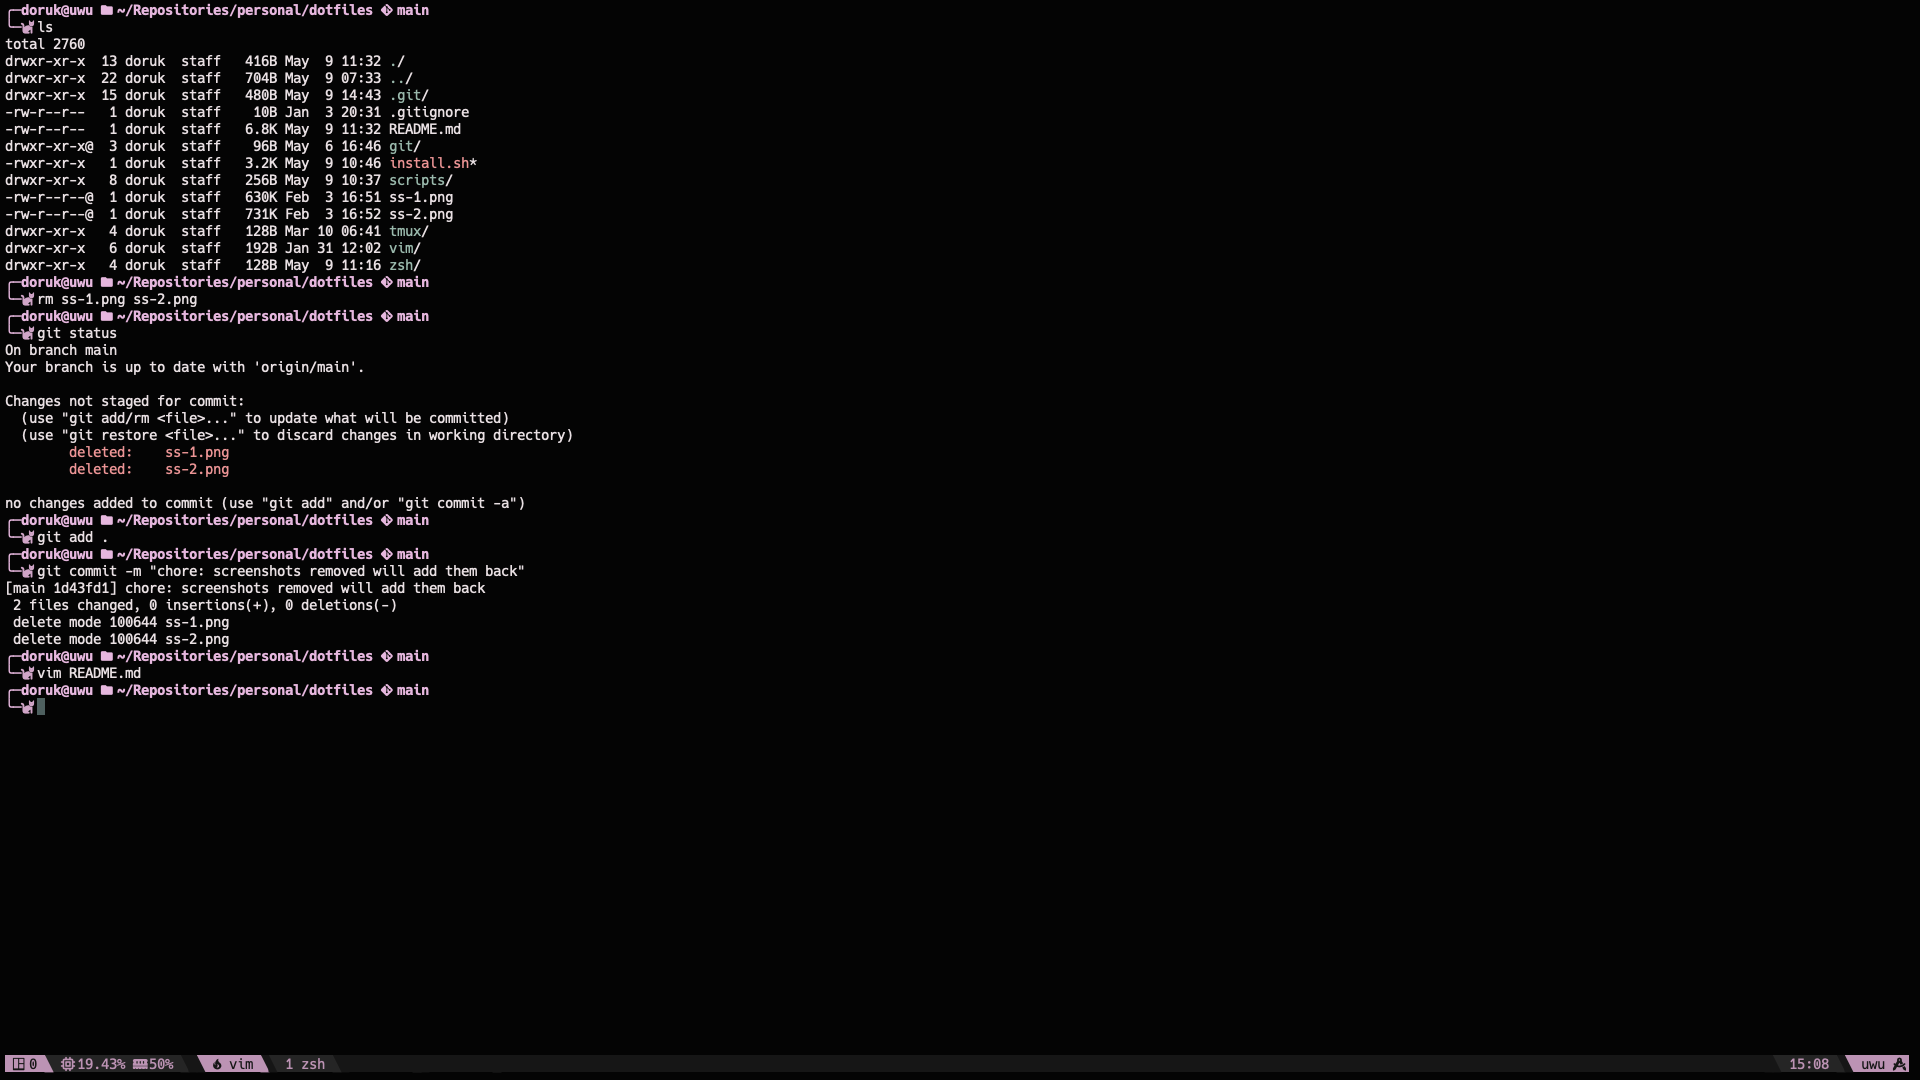 doruk@uwu ~/Repositories/personal/dotfiles main
ls
total 2760
drwxr-xr-x  13 doruk  staff   416B May  9 11:32 ./
drwxr-xr-x  22 doruk  staff   704B May  9 07:33 ../
drwxr-xr-x  15 doruk  staff   480B May  9 14:43 .git/
-rw-r--r--   1 doruk  staff    10B Jan  3 20:31 .gitignore
-rw-r--r--   1 doruk  staff   6.8K May  9 11:32 README.md
drwxr-xr-x@  3 doruk  staff    96B May  6 16:46 git/
-rwxr-xr-x   1 doruk  staff   3.2K May  9 10:46 install.sh*
drwxr-xr-x   8 doruk  staff   256B May  9 10:37 scripts/
-rw-r--r--@  1 doruk  staff   630K Feb  3 16:51 ss-1.png
-rw-r--r--@  1 doruk  staff   731K Feb  3 16:52 ss-2.png
drwxr-xr-x   4 doruk  staff   128B Mar 10 06:41 tmux/
drwxr-xr-x   6 doruk  staff   192B Jan 31 12:02 vim/
drwxr-xr-x   4 doruk  staff   128B May  9 11:16 zsh/
doruk@uwu ~/Repositories/personal/dotfiles main
rm ss-1.png ss-2.png
doruk@uwu ~/Repositories/personal/dotfiles main
git status
On branch main
Your branch is up to date with 'origin/main'.

Changes not staged for commit:
  (use "git add/rm <file>..." to update what will be committed)
  (use "git restore <file>..." to discard changes in working directory)
        deleted:    ss-1.png
        deleted:    ss-2.png

no changes added to commit (use "git add" and/or "git commit -a")
doruk@uwu ~/Repositories/personal/dotfiles main
git add .
doruk@uwu ~/Repositories/personal/dotfiles main
git commit -m "chore: screenshots removed will add them back"
[main 1d43fd1] chore: screenshots removed will add them back
 2 files changed, 0 insertions(+), 0 deletions(-)
 delete mode 100644 ss-1.png
 delete mode 100644 ss-2.png
doruk@uwu ~/Repositories/personal/dotfiles main
vim README.md
doruk@uwu ~/Repositories/personal/dotfiles main
0 19.43% 50% vim 1 zsh 15:08 uwu